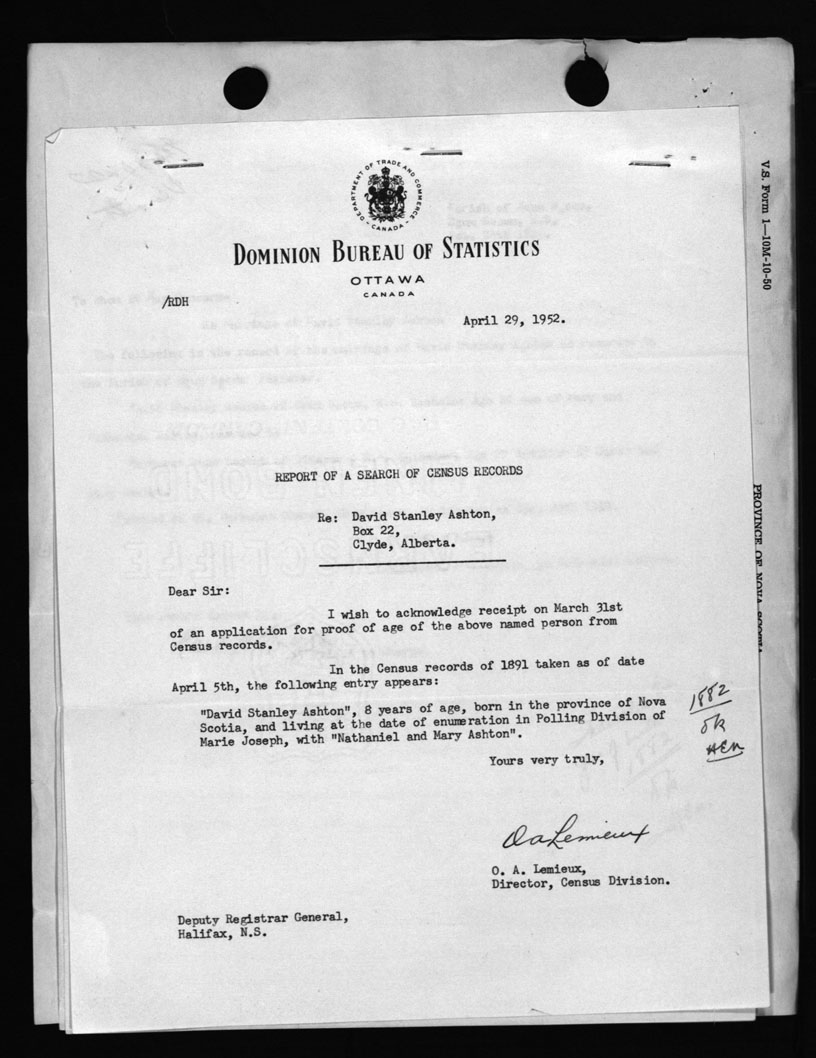 DEPARTMENT OF TRADE AND COMMERCE
CANADA
DOMINION BUREAU OF STATISTICS
OTTAWA
CANADA
/RDH
April 29, 1952.
REPORT OF A SEARCH OF CENSUS RECORDS
Re: David Stanley Ashton,
Box 22,
Clyde, Alberta.
Dear Sir:
I wish to acknowledge receipt on March 31st
of an application for proof of age of the above named person from
Census records.
In the Census records of 1891 taken as of date
April 5th, the following entry appears:
"David Stanley Ashton", 8 years of age, born in the province of Nova
Scotia, and living at the date of enumeration in Polling Division of
Marie Joseph, with "Nathaniel and Mary Ashton".
1882
ok
HEM
Yours very truly,
OaLemieux
O. A. Lemieux,
Director, Census Division.
Deputy Registrar General,
Halifax, N.S.
V.S. Form 1—10M-10-50
PROVINCE OF NOVA SCOTIA